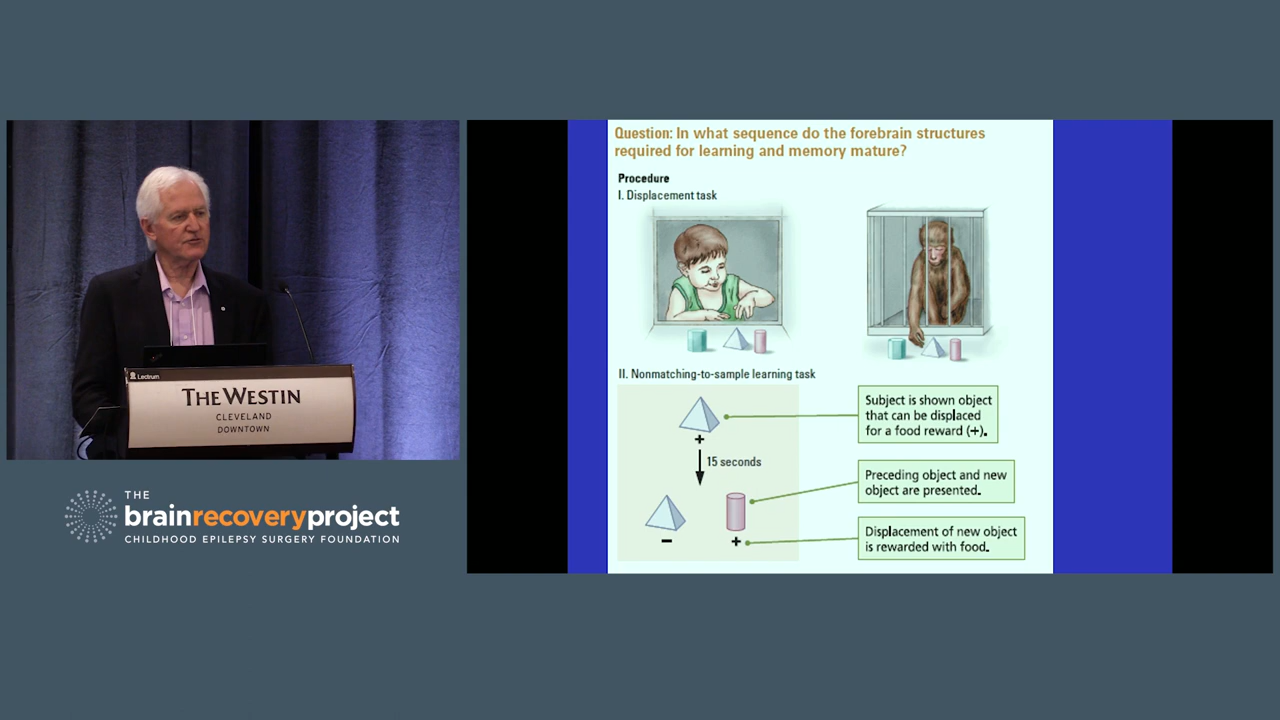 Lectrum
THE WESTIN
CLEVELAND
DOWNTOWN
THE
brainrecoveryproject
CHILDHOOD EPILEPSY SURGERY FOUNDATION
Question: In what sequence do the forebrain structures
required for learning and memory mature?
Procedure
I. Displacement task
II. Nonmatching-to-sample learning task
+
15 seconds
–
+
Subject is shown object
that can be displaced
for a food reward (+).
Preceding object and new
object are presented.
Displacement of new object
is rewarded with food.